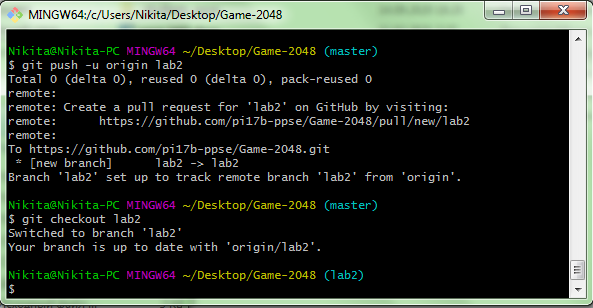 MINGW64:/c/Users/Nikita/Desktop/Game-2048
Nikita@Nikita-PC MINGW64 ~/Desktop/Game-2048 (master)
$ git push -u origin lab2
Total 0 (delta 0), reused 0 (delta 0), pack-reused 0
remote:
remote: Create a pull request for 'lab2' on GitHub by visiting:
remote:      https://github.com/pi17b-ppse/Game-2048/pull/new/lab2
remote:
To https://github.com/pi17b-ppse/Game-2048.git
 * [new branch]      lab2 -> lab2
Branch 'lab2' set up to track remote branch 'lab2' from 'origin'.
Nikita@Nikita-PC MINGW64 ~/Desktop/Game-2048 (master)
$ git checkout lab2
Switched to branch 'lab2'
Your branch is up to date with 'origin/lab2'.
Nikita@Nikita-PC MINGW64 ~/Desktop/Game-2048 (lab2)
$